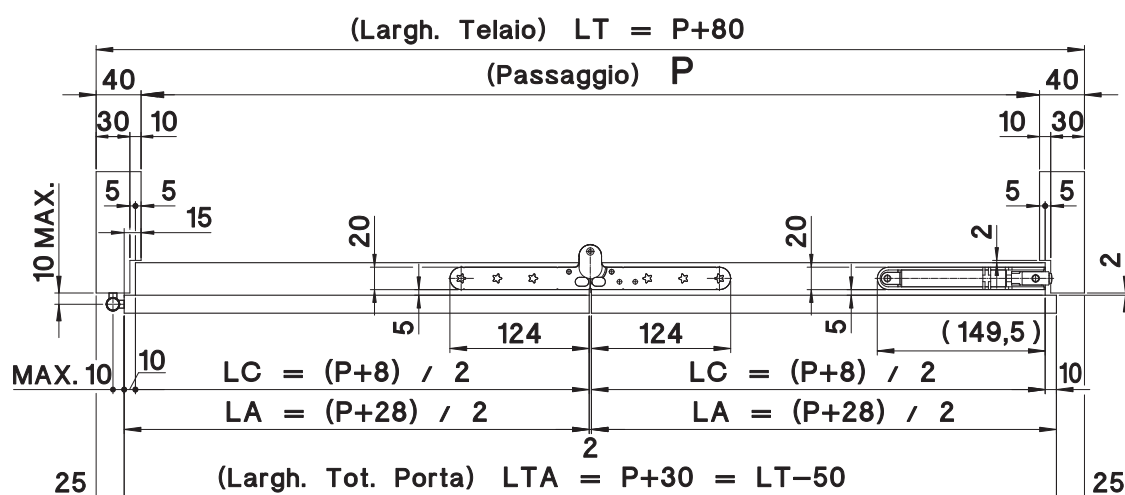 (Largh. Telaio) LT = P+80
(Passaggio) P
40 40
30 10 10 30
5 5 5 5
15
10 MAX.
20 20 2 2
5 5
124 124 (149,5)
MAX. 10 10 LC = (P+8) / 2 LC = (P+8) / 2 10
LA = (P+28) / 2 LA = (P+28) / 2
2
25 (Largh. Tot. Porta) LTA = P+30 = LT−50 25